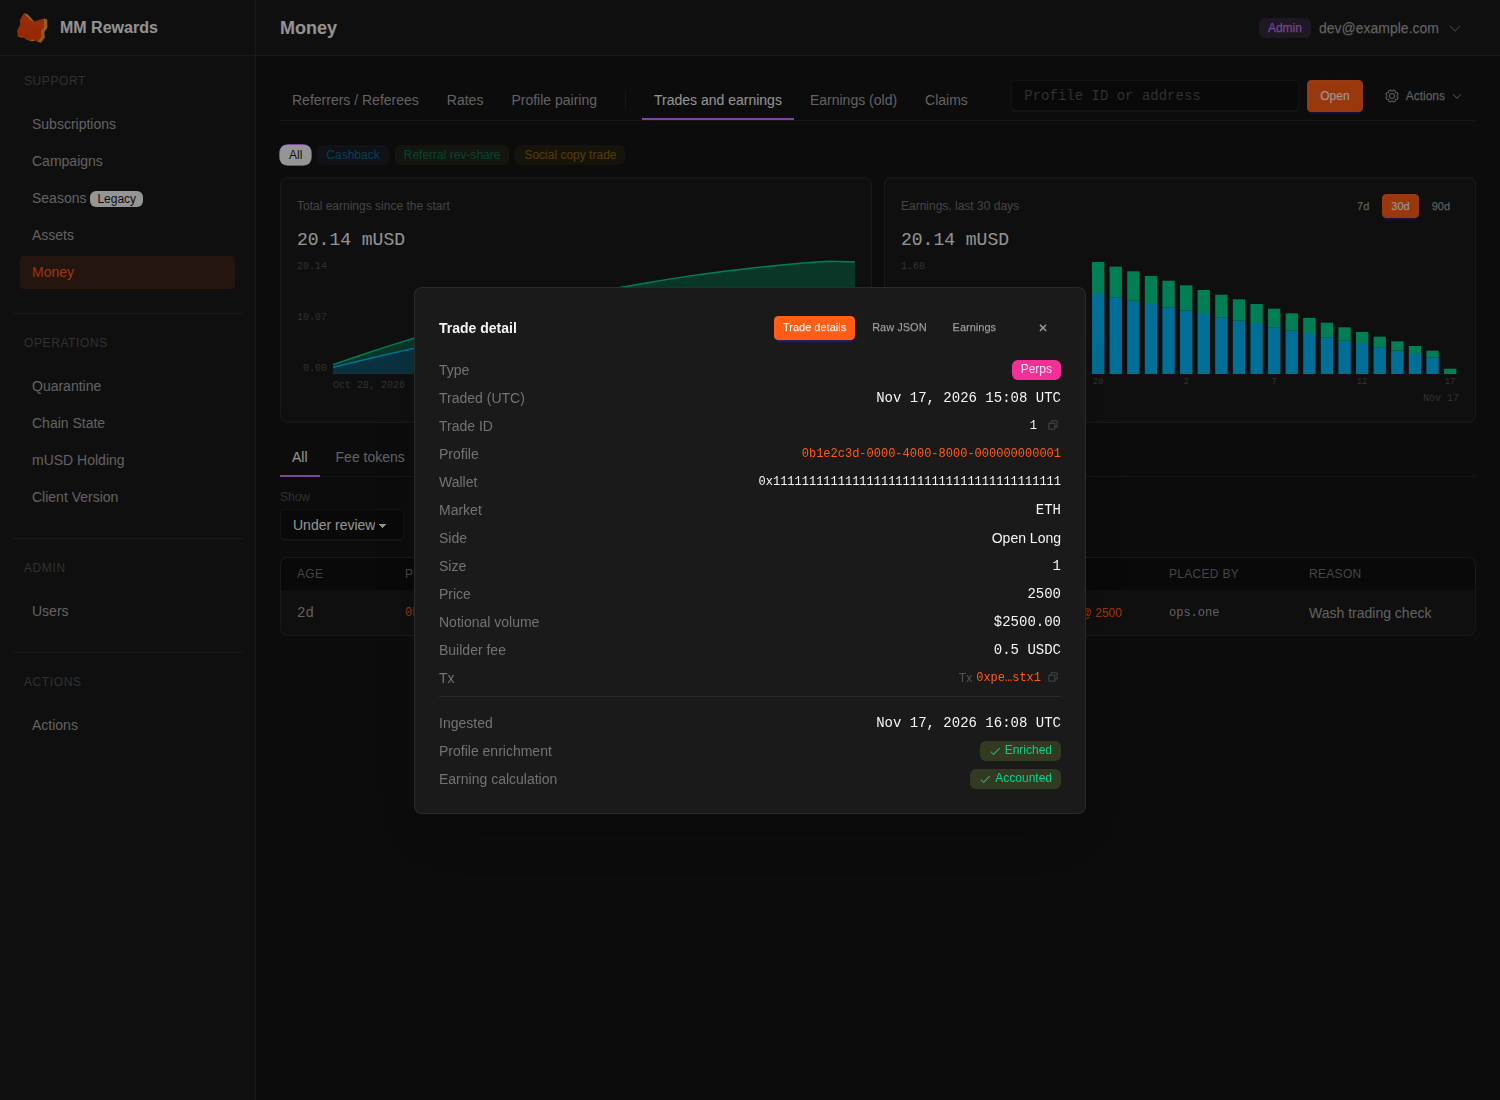 MM Rewards
Money
Admin dev@example.com
SUPPORT
Subscriptions
Campaigns
Seasons Legacy
Assets
Money
OPERATIONS
Quarantine
Chain State
mUSD Holding
Client Version
ADMIN
Users
ACTIONS
Actions
Referrers / Referees Rates Profile pairing Trades and earnings Earnings (old) Claims
Profile ID or address Open Actions
All Cashback Referral rev-share Social copy trade
Total earnings since the start
20.14 mUSD
20.14
10.07
0.00
Oct 28, 2026
Earnings, last 30 days 7d 30d 90d
20.14 mUSD
1.68
28 2 7 12 17
Nov 17
All Fee tokens
Show
Under review
AGE P PLACED BY REASON
2d 0 @ 2500 ops.one Wash trading check
Trade detail Trade details Raw JSON Earnings ×
Type Perps
Traded (UTC) Nov 17, 2026 15:08 UTC
Trade ID 1
Profile 0b1e2c3d-0000-4000-8000-000000000001
Wallet 0x1111111111111111111111111111111111111111
Market ETH
Side Open Long
Size 1
Price 2500
Notional volume $2500.00
Builder fee 0.5 USDC
Tx Tx 0xpe…stx1
Ingested Nov 17, 2026 16:08 UTC
Profile enrichment Enriched
Earning calculation Accounted